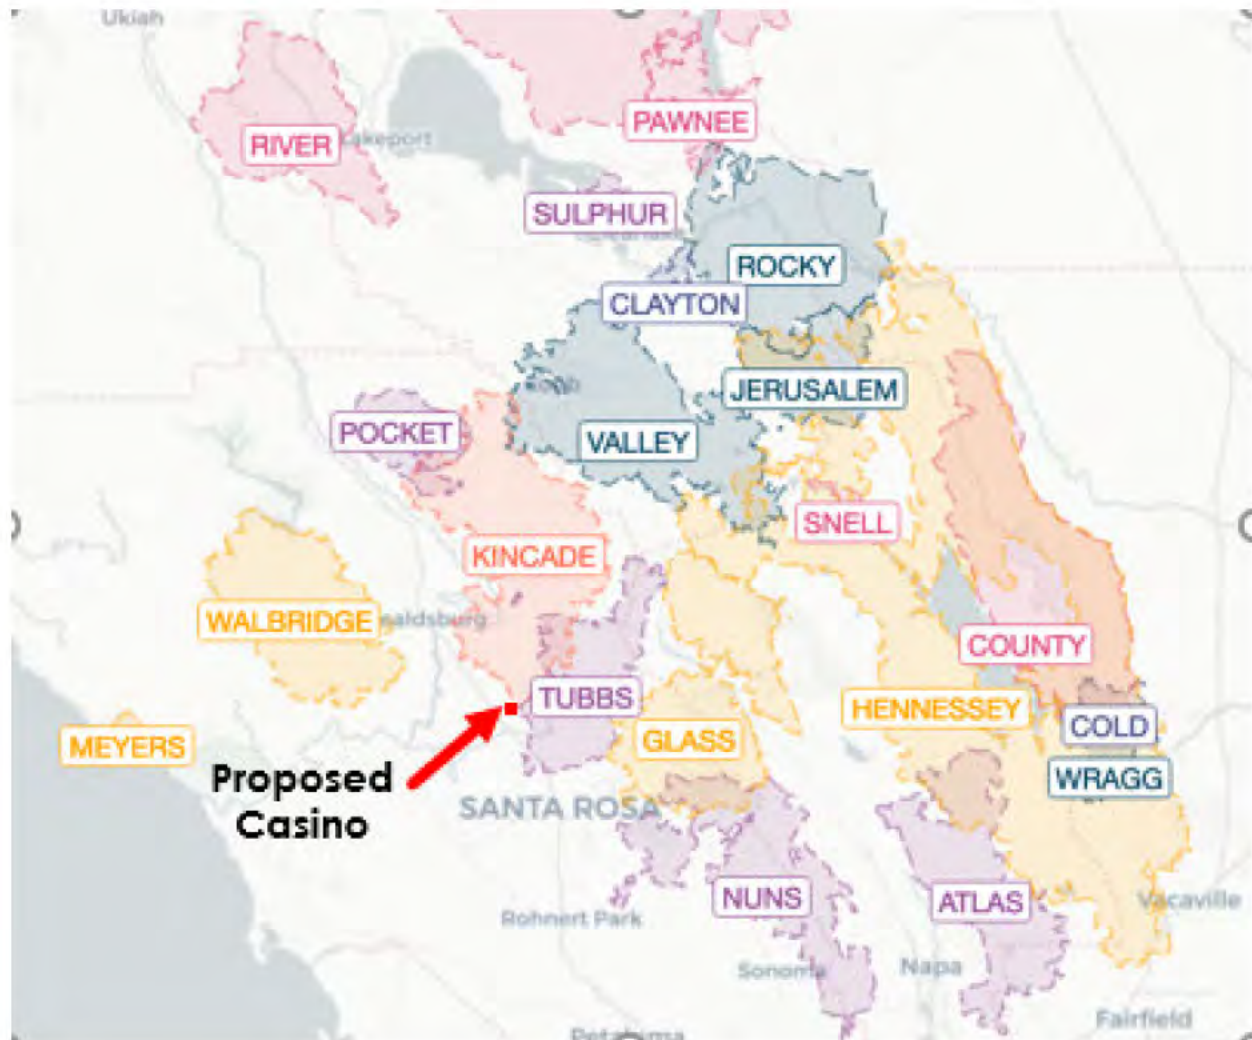 Ukiah
PAWNEE
RIVER
Lakeport
SULPHUR
ROCKY
CLAYTON
JERUSALEM
POCKET
VALLEY
SNELL
KINCADE
WALBRIDGE
ealdsburg
COUNTY
TUBBS
HENNESSEY
MEYERS
GLASS
COLD
Proposed
Casino
WRAGG
SANTA ROSA
NUNS
ATLAS
Vacaville
Rohnert Park
Sonoma
Napa
Fairfield